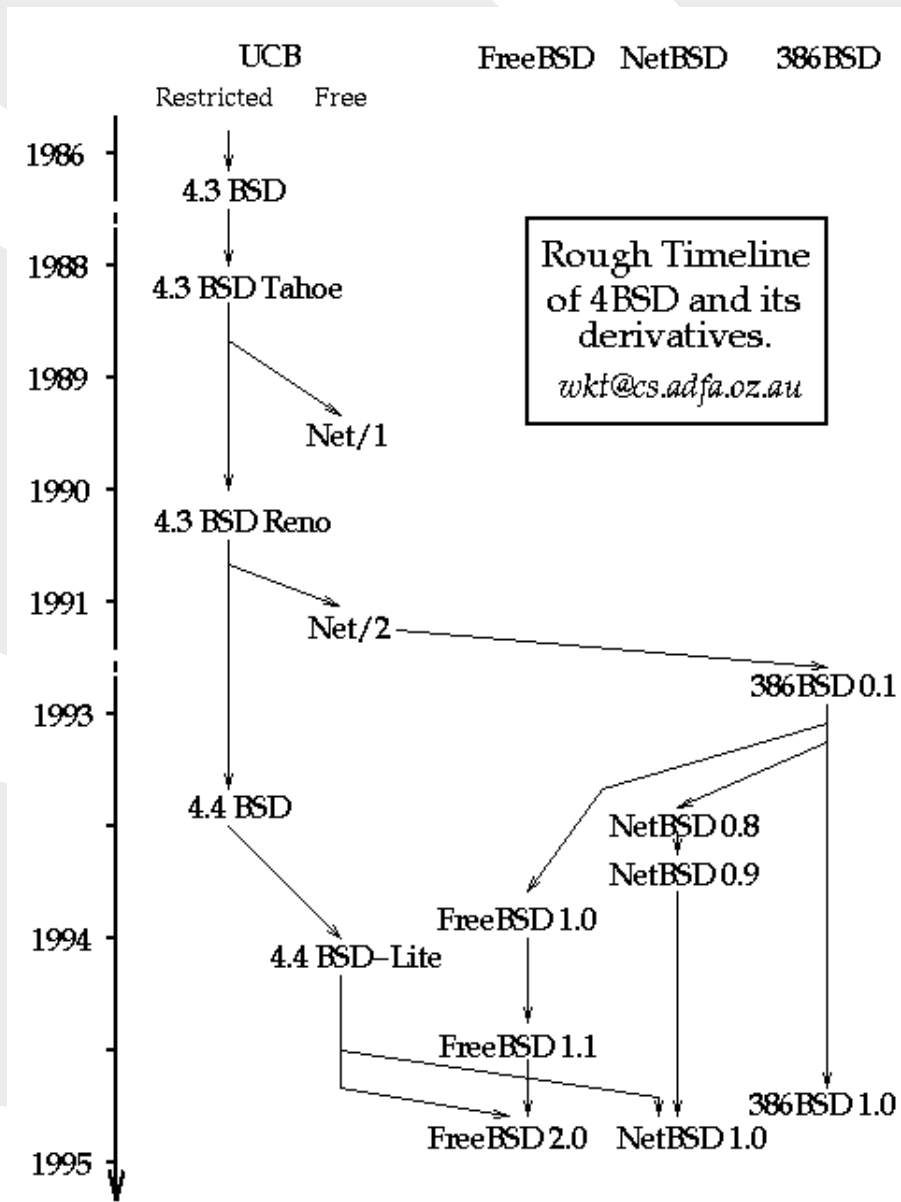 UCB FreeBSD NetBSD 386BSD
Restricted Free
1986
4.3 BSD
1988
4.3 BSD Tahoe
Rough Timeline
of 4BSD and its
derivatives.
wkt@cs.adfa.oz.au
1989
Net/1
1990
4.3 BSD Reno
1991
Net/2
386BSD 0.1
1993
4.4 BSD
NetBSD 0.8
NetBSD 0.9
FreeBSD 1.0
1994
4.4 BSD–Lite
FreeBSD 1.1
386BSD 1.0
FreeBSD 2.0 NetBSD 1.0
1995